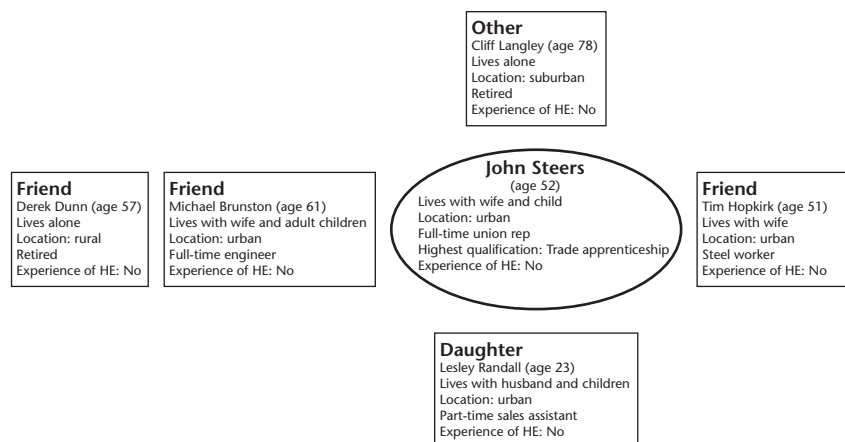 Other
Cliff Langley (age 78)
Lives alone
Location: suburban
Retired
Experience of HE: No
Friend
Derek Dunn (age 57)
Lives alone
Location: rural
Retired
Experience of HE: No
Friend
Michael Brunston (age 61)
Lives with wife and adult children
Location: urban
Full-time engineer
Experience of HE: No
John Steers
(age 52)
Lives with wife and child
Location: urban
Full-time union rep
Highest qualification: Trade apprenticeship
Experience of HE: No
Friend
Tim Hopkirk (age 51)
Lives with wife
Location: urban
Steel worker
Experience of HE: No
Daughter
Lesley Randall (age 23)
Lives with husband and children
Location: urban
Part-time sales assistant
Experience of HE: No